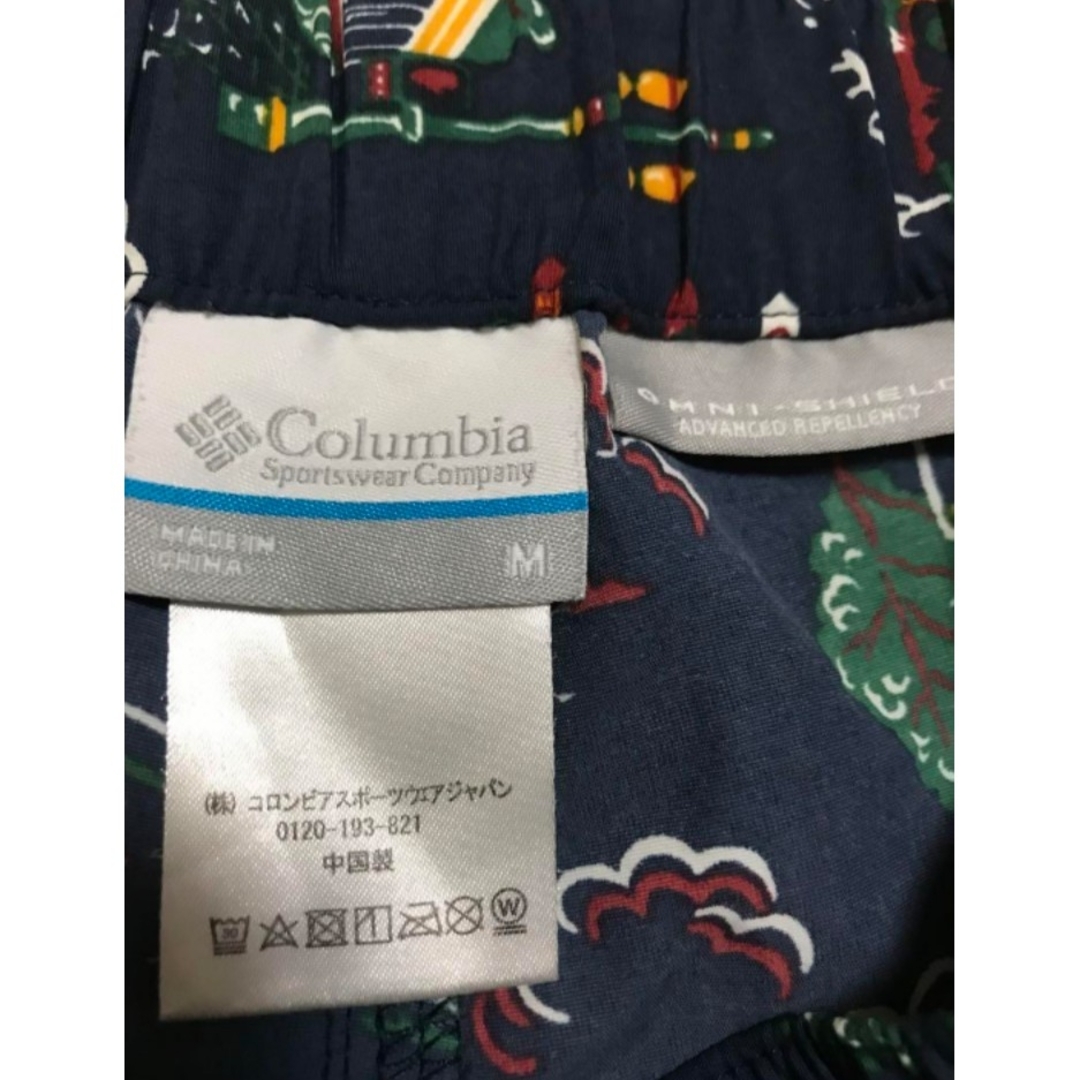 Columbia
Sportswear Company
MADE IN
CHINA
M
OMNI-SHIELD
ADVANCED REPELLENCY
(株) コロンビアスポーツウエアジャパン
0120-193-821
中国製
30
W